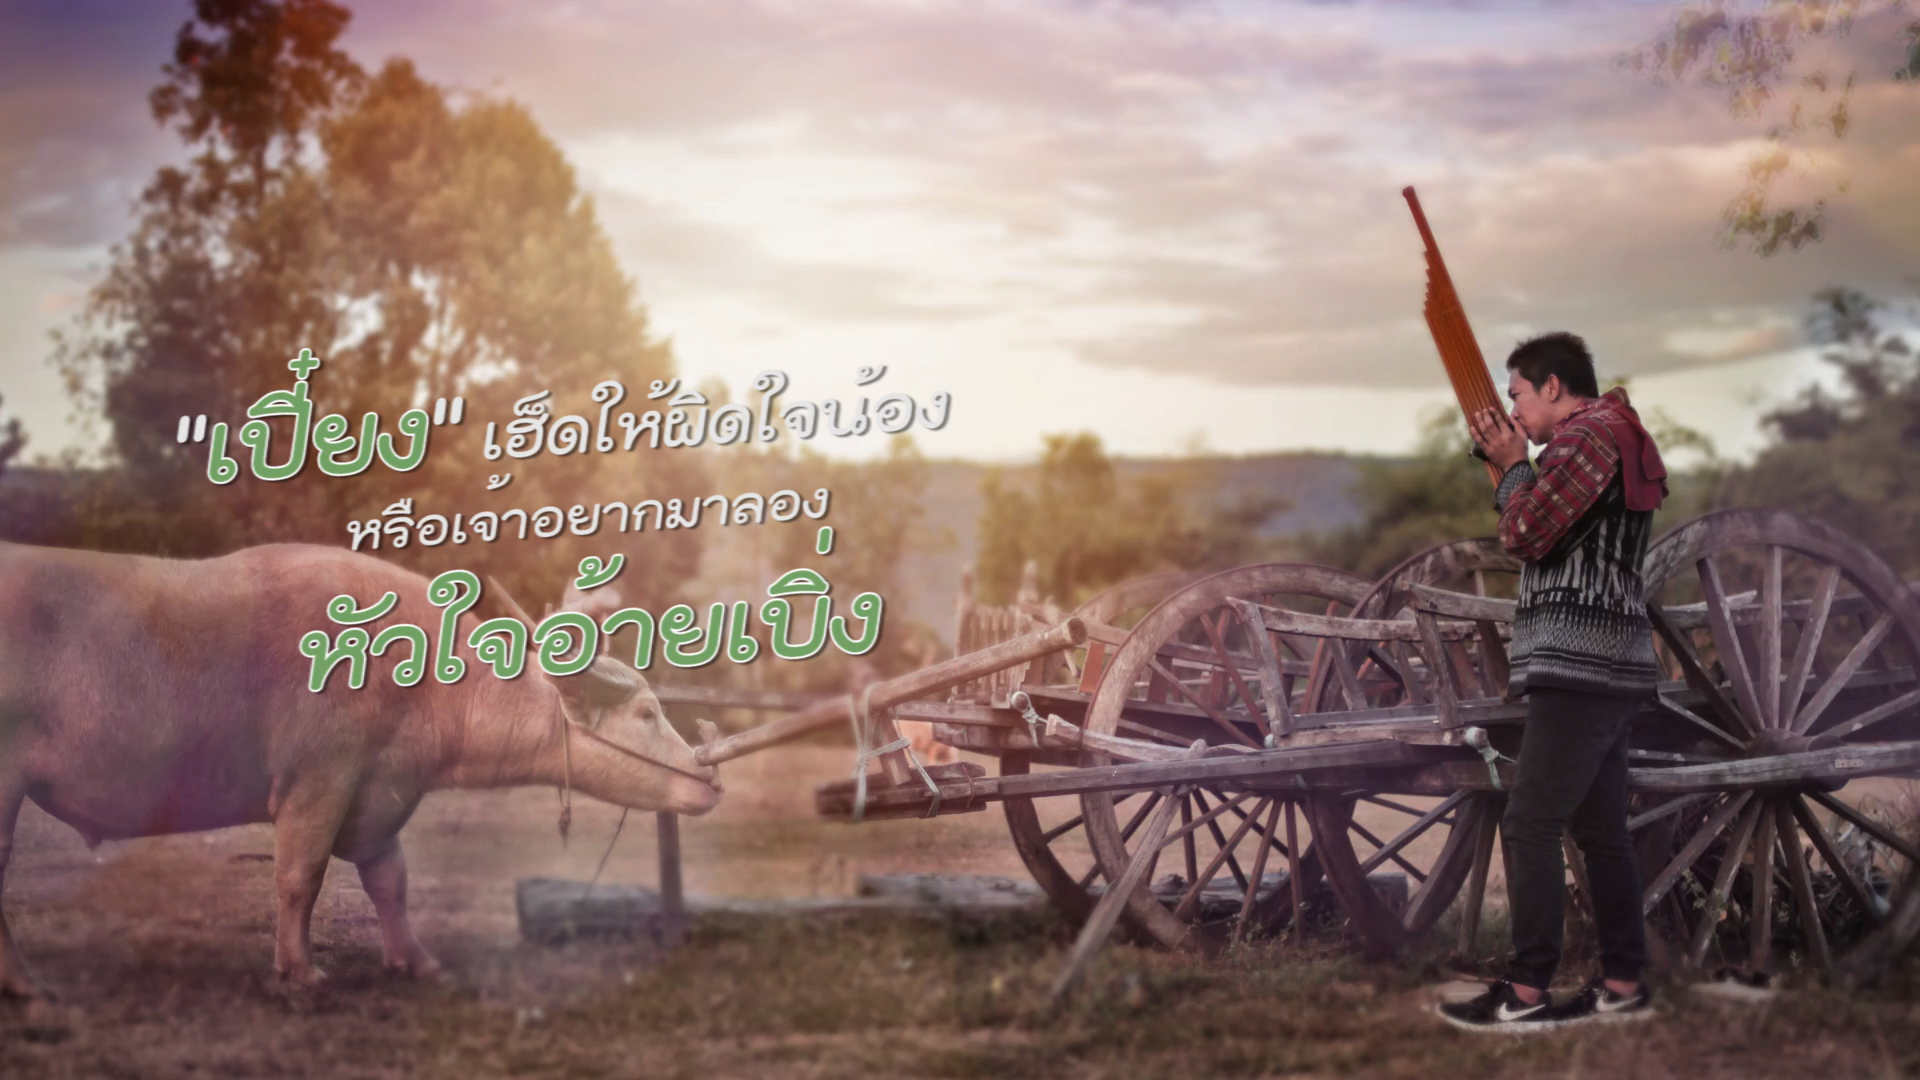 "เปี๋ยง" เฮ็ดให้ผิดใจน้อง
หรือเจ้าอยากมาลอง
หัวใจอ้ายเบิ่ง